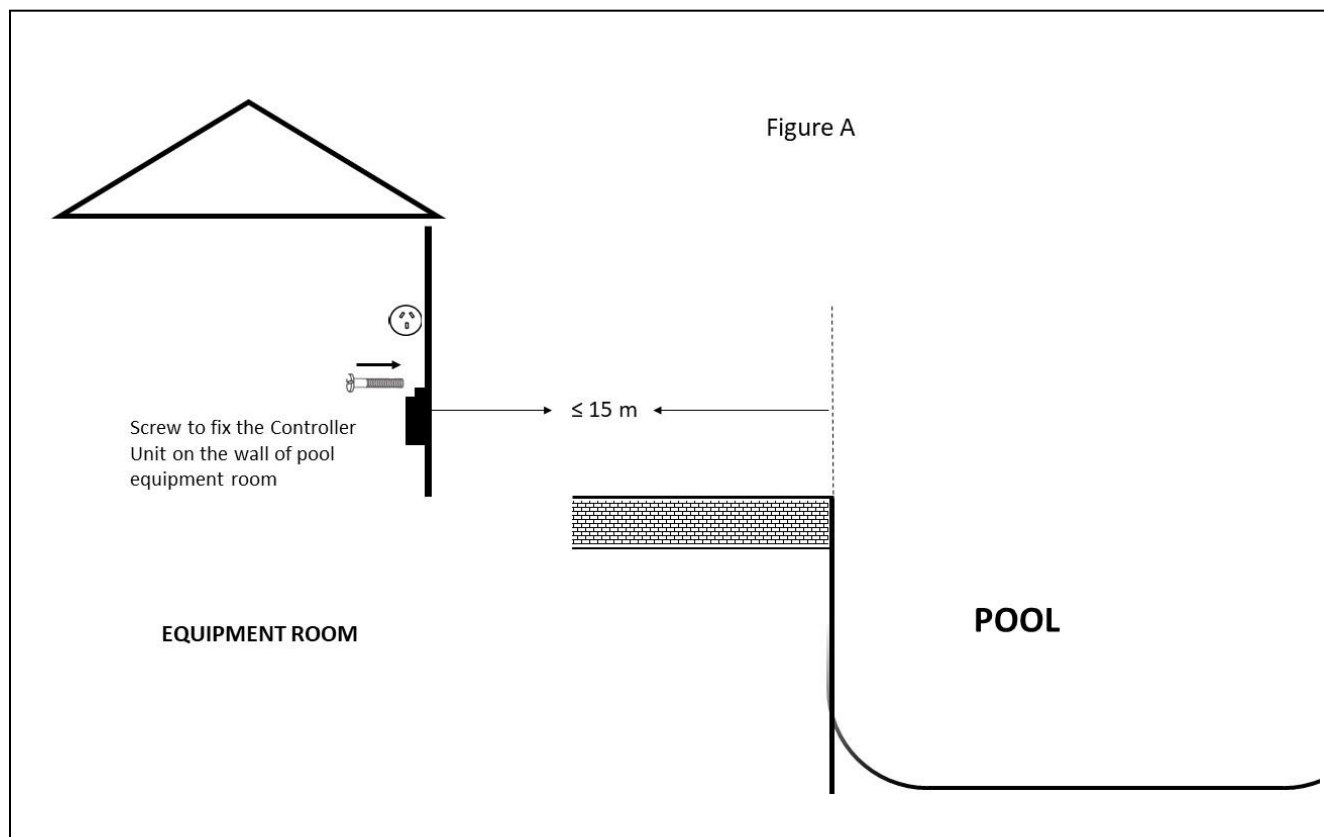 Figure A
Screw to fix the Controller
Unit on the wall of pool
equipment room
≤ 15 m
EQUIPMENT ROOM
POOL